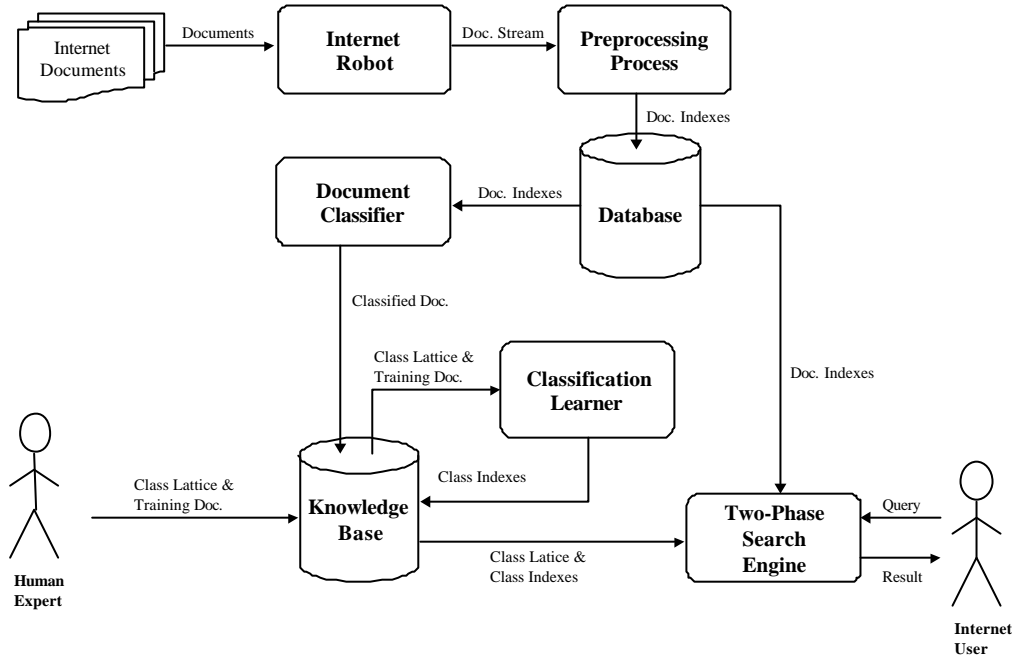 Internet
Documents
Documents
Internet
Robot
Doc. Stream
Preprocessing
Process
Doc. Indexes
Document
Classifier
Doc. Indexes
Database
Classified Doc.
Class Lattice &
Training Doc.
Classification
Learner
Doc. Indexes
Class Indexes
Class Lattice &
Training Doc.
Knowledge
Base
Two-Phase
Search
Engine
Query
Result
Class Latice &
Class Indexes
Human
Expert
Internet
User